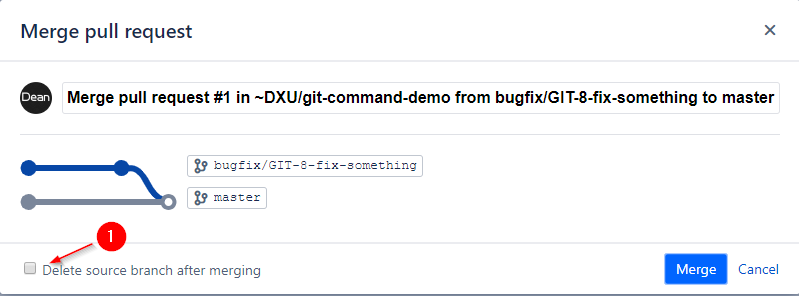 Merge pull request
Dean
Merge pull request #1 in ~DXU/git-command-demo from bugfix/GIT-8-fix-something to master
bugfix/GIT-8-fix-something
master
1
Delete source branch after merging
Merge Cancel